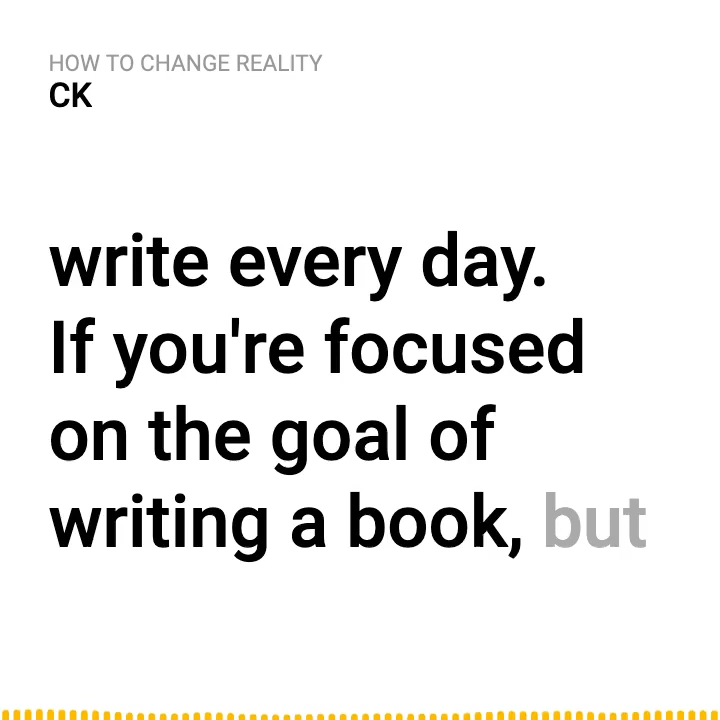 HOW TO CHANGE REALITY
CK
write every day.
If you're focused
on the goal of
writing a book, but